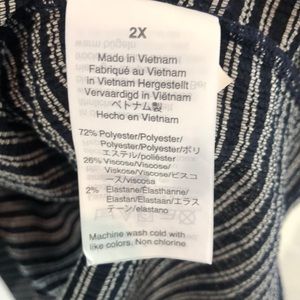 2X
Made in Vietnam
Fabriqué au Vietnam
in Vietnam Hergestellt
Vervaardigd in Viëtnam
ベトナム製
Hecho en Vietnam
72% Polyester/Polyester/
Polyester/Polyester/ポリ
エステル/poliéster
26% Viscose/Viscose/
Viskose/Viscose/ビスコ
ース/viscosa
2% Elastane/Elasthanne/
Elasthan/Elastaan/エラス
テーン/elastano
Machine wash cold with
like colors. Non chlorine